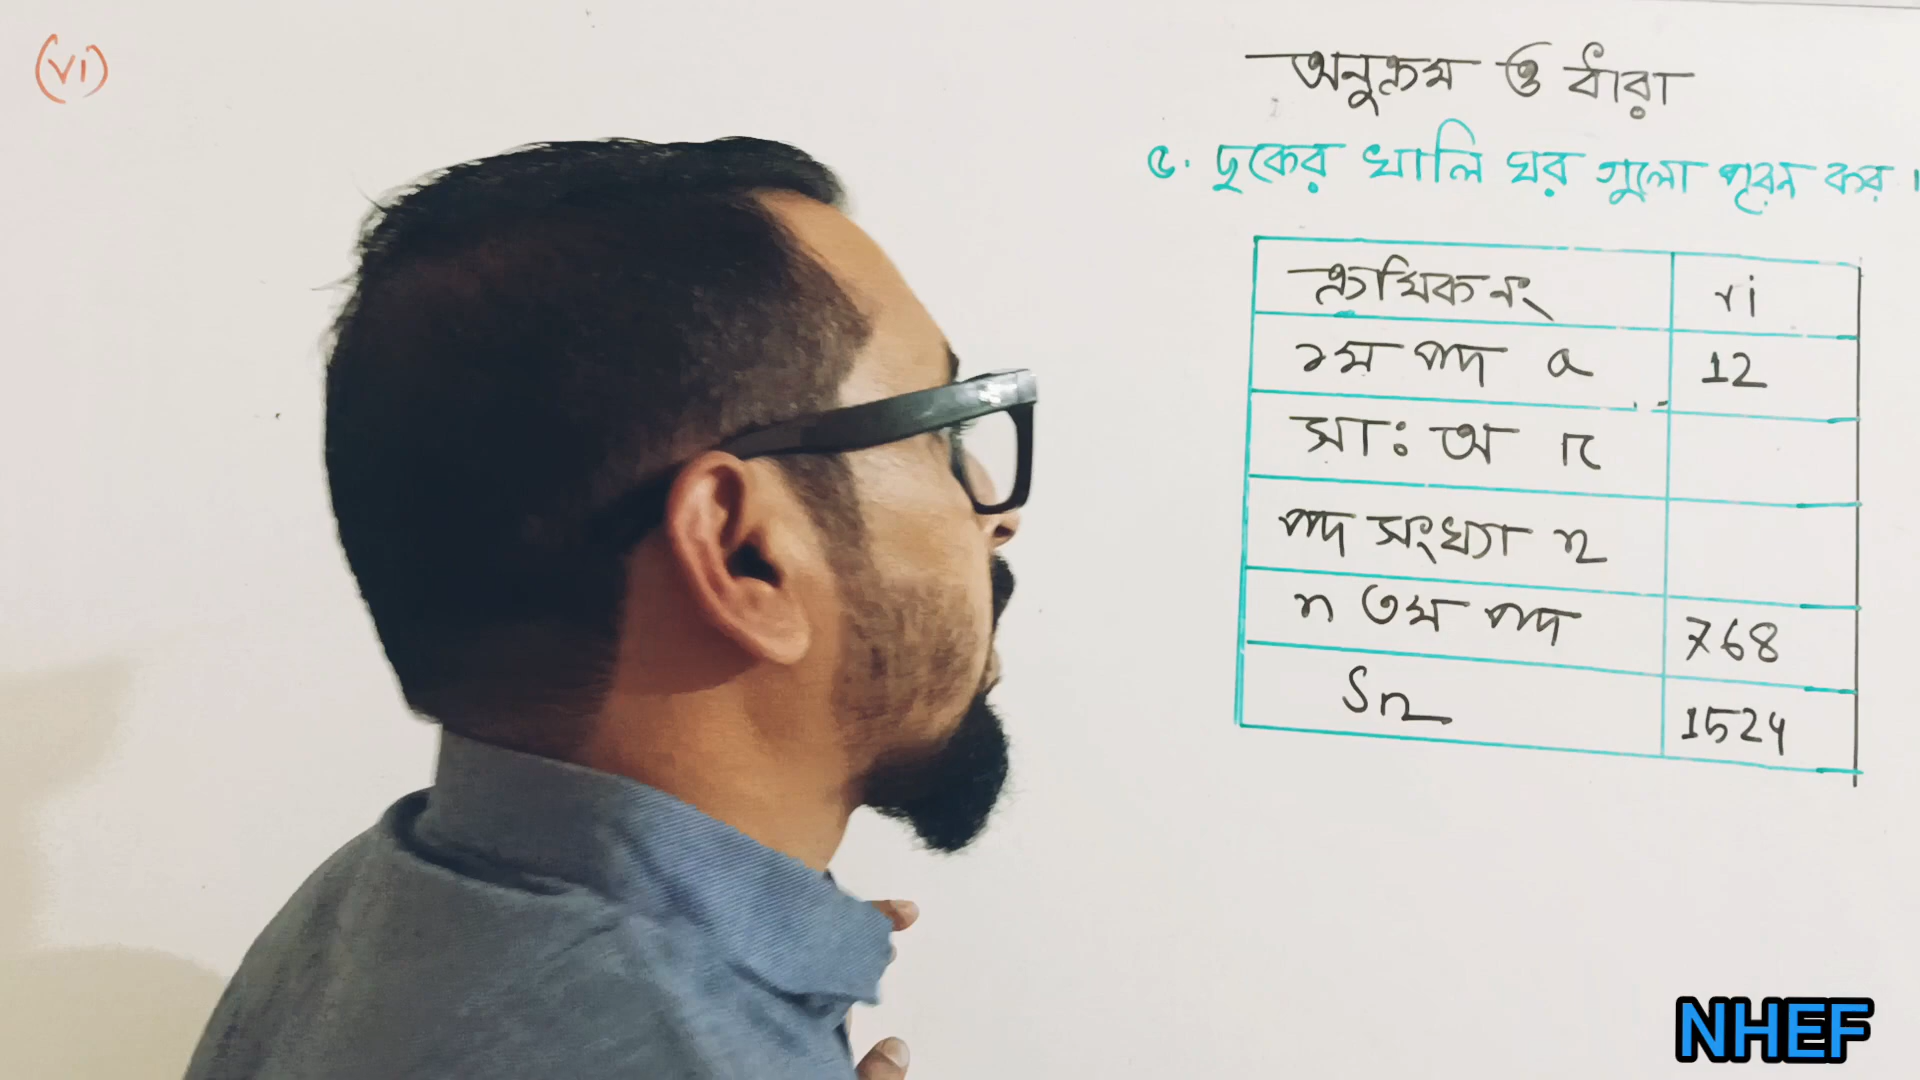 (vi)
অনুক্রম ও ধারা
৫. ছকের খালি ঘর গুলো পূরন কর।
ক্রমিক নং vi
১ম পদ a 12
সাঃ অ r
পদ সংখ্যা n
n তম পদ 768
Sn 1524
NHEF